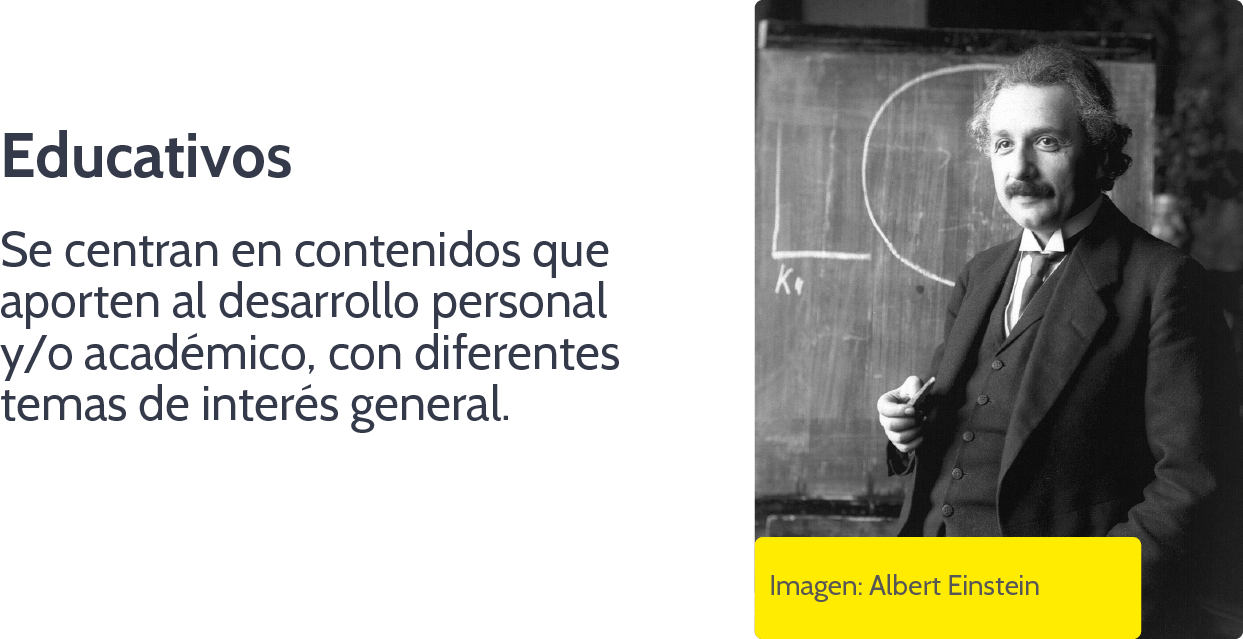 Educativos
Se centran en contenidos que
aporten al desarrollo personal
y/o académico, con diferentes
temas de interés general.
K4
Imagen: Albert Einstein